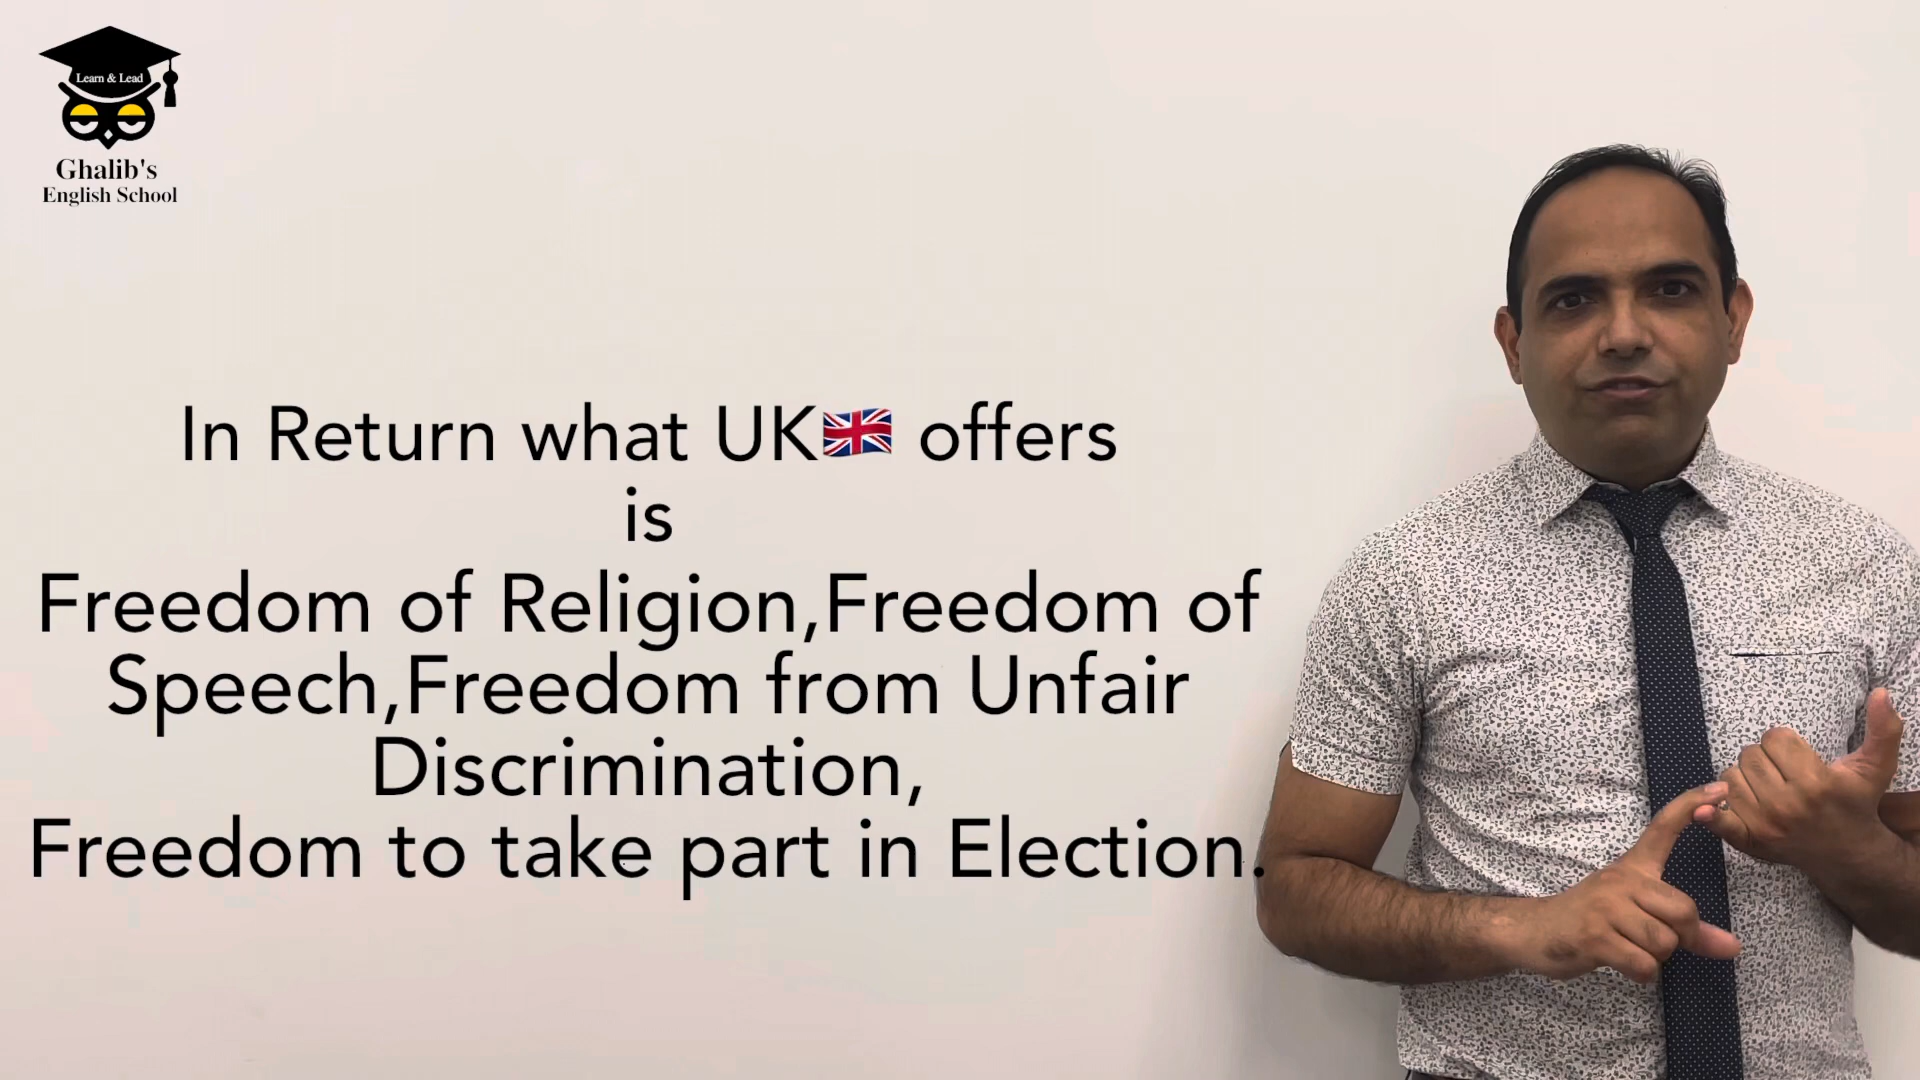 Learn & Lead
Ghalib's
English School
In Return what UK🇬🇧 offers
is
Freedom of Religion,Freedom of
Speech,Freedom from Unfair
Discrimination,
Freedom to take part in Election.